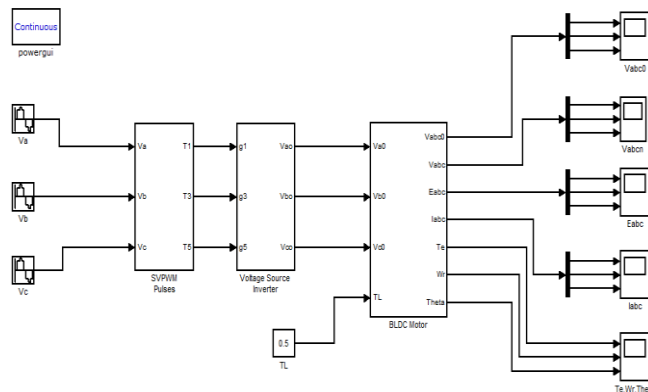 Continuous
powergui
Va
Vb
Vc
Va
Vb
Vc
T1
T3
T5
SVPWM
Pulses
g1
g3
g5
Vao
Vbo
Vco
Voltage Source
Inverter
0.5
TL
Va0
Vb0
Vc0
TL
Vabc0
Vabc
Eabc
Iabc
Te
Wr
Theta
BLDC Motor
Vabc0
Vabcn
Eabc
Iabc
Te,Wr,The